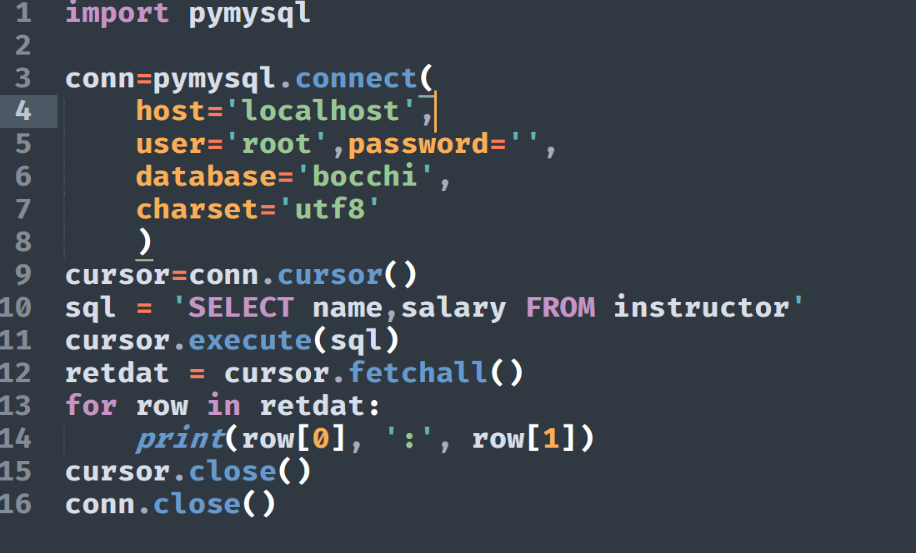 1 import pymysql
2
3 conn=pymysql.connect(
4     host='localhost',
5     user='root',password='',
6     database='bocchi',
7     charset='utf8'
8     )
9 cursor=conn.cursor()
10 sql = 'SELECT name,salary FROM instructor'
11 cursor.execute(sql)
12 retdat = cursor.fetchall()
13 for row in retdat:
14     print(row[0], ':', row[1])
15 cursor.close()
16 conn.close()